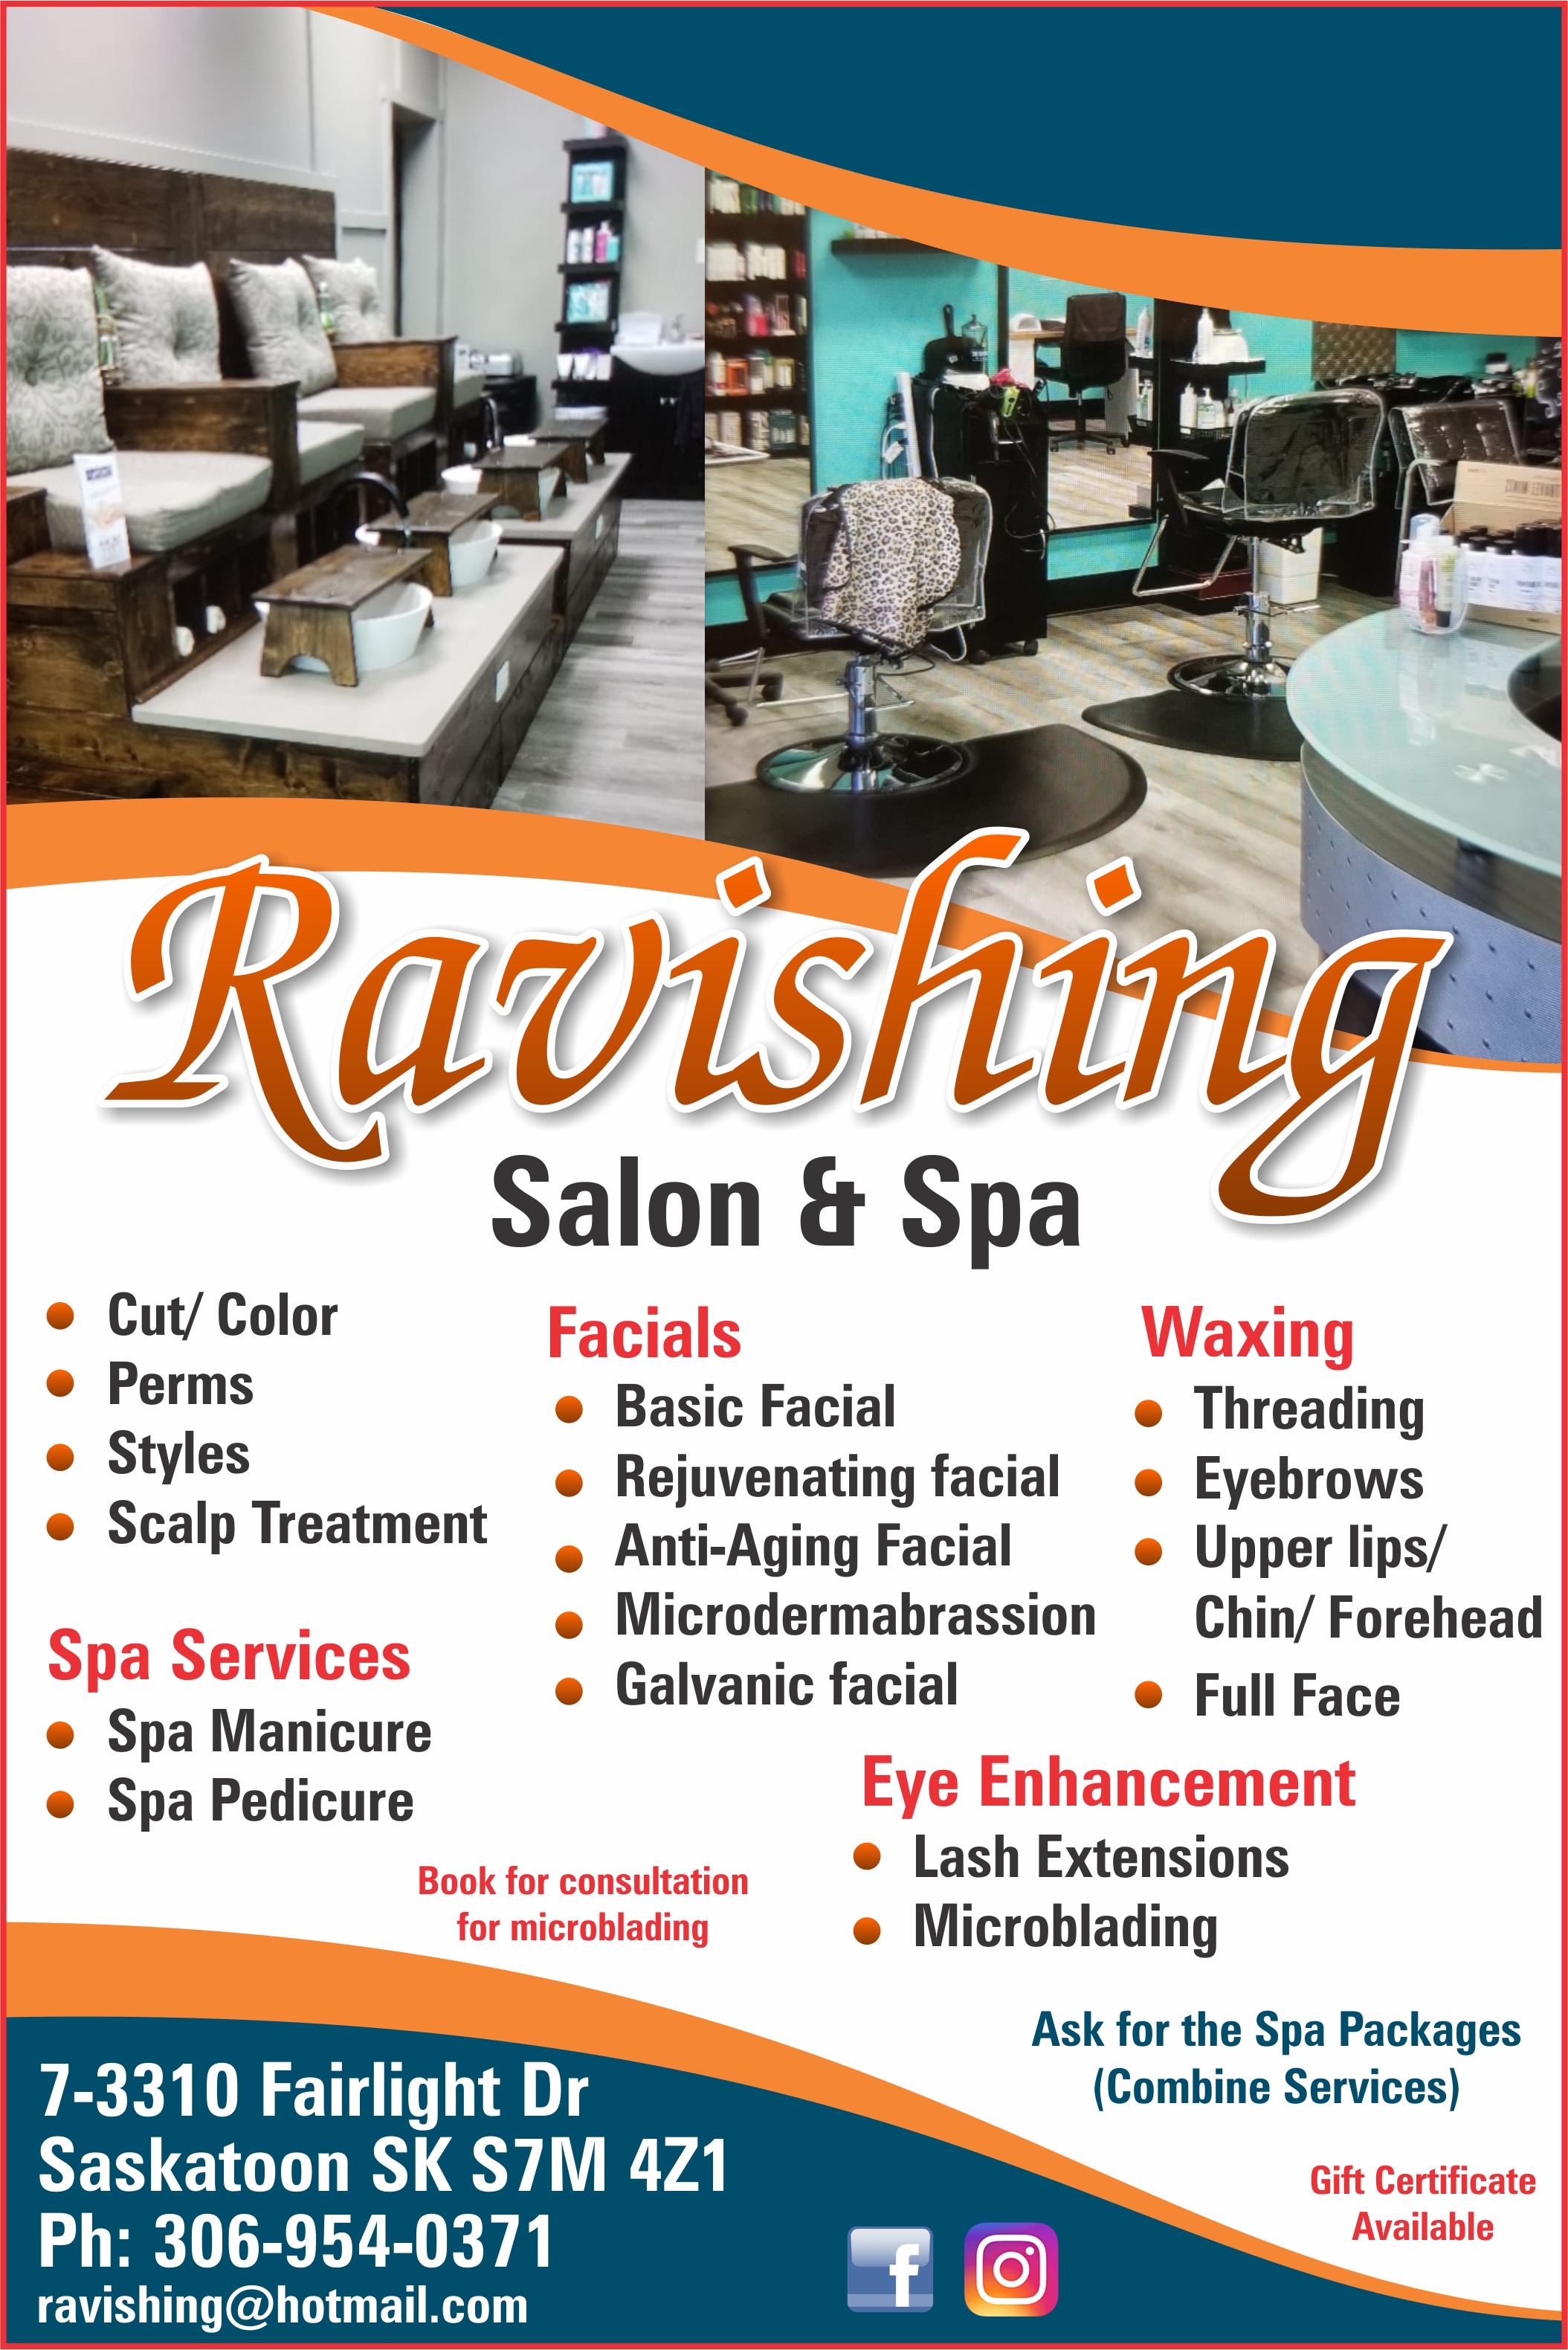 Ravishing
Salon & Spa
Cut/ Color
Perms
Styles
Scalp Treatment
Spa Services
Spa Manicure
Spa Pedicure
Facials
Basic Facial
Rejuvenating facial
Anti-Aging Facial
Microdermabrassion
Galvanic facial
Waxing
Threading
Eyebrows
Upper lips/
Chin/ Forehead
Full Face
Eye Enhancement
Lash Extensions
Microblading
Book for consultation
for microblading
Ask for the Spa Packages
(Combine Services)
Gift Certificate
Available
7-3310 Fairlight Dr
Saskatoon SK S7M 4Z1
Ph: 306-954-0371
ravishing@hotmail.com